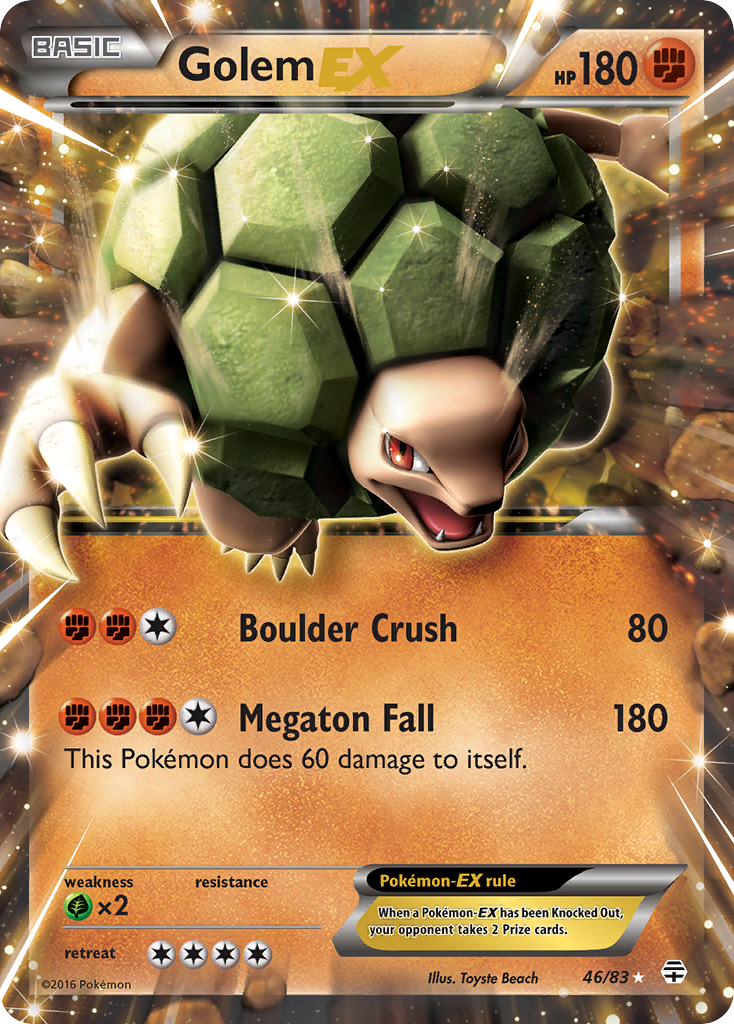 BASIC
Golem EX
HP 180
Boulder Crush 80
Megaton Fall 180
This Pokémon does 60 damage to itself.
weakness resistance
×2
retreat
Pokémon-EX rule
When a Pokémon-EX has been Knocked Out,
your opponent takes 2 Prize cards.
©2016 Pokémon
Illus. Toyste Beach
46/83